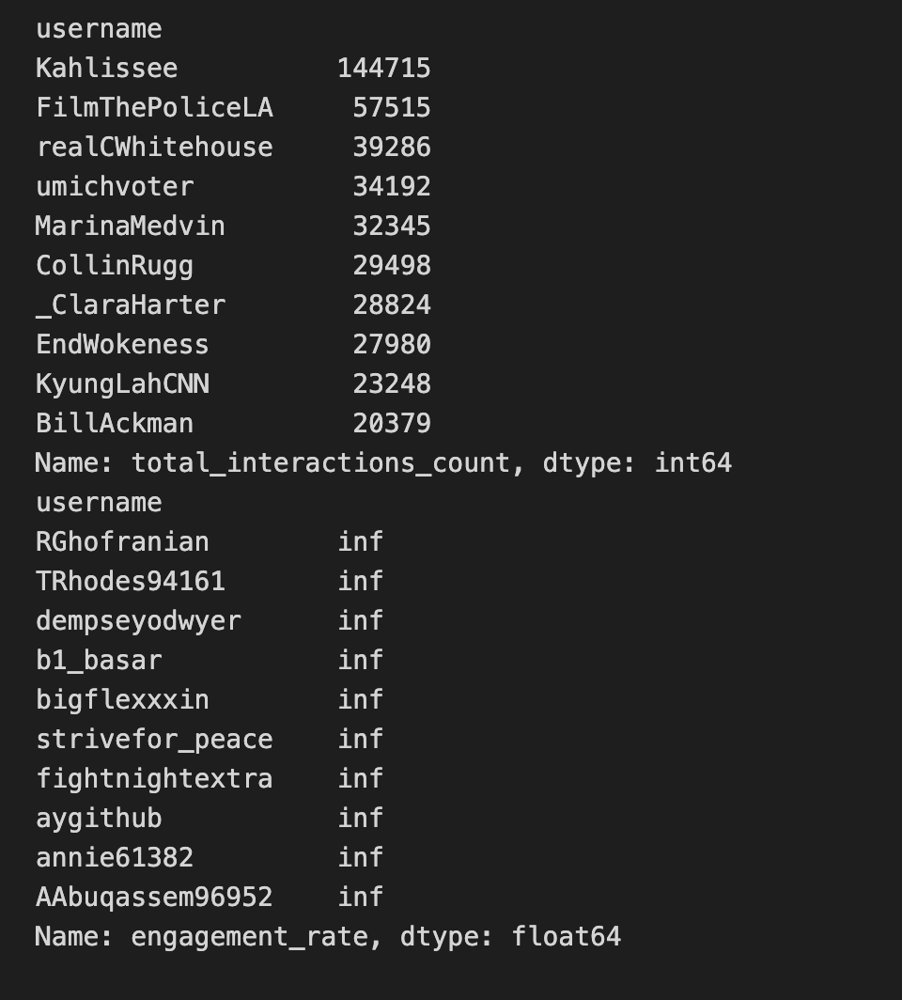 username
Kahlissee 144715
FilmThePoliceLA 57515
realCWhitehouse 39286
umichvoter 34192
MarinaMedvin 32345
CollinRugg 29498
_ClaraHarter 28824
EndWokeness 27980
KyungLahCNN 23248
BillAckman 20379
Name: total_interactions_count, dtype: int64
username
RGhofranian inf
TRhodes94161 inf
dempseyodwyer inf
b1_basar inf
bigflexxxin inf
strivefor_peace inf
fightnightextra inf
aygithub inf
annie61382 inf
AAbuqassem96952 inf
Name: engagement_rate, dtype: float64